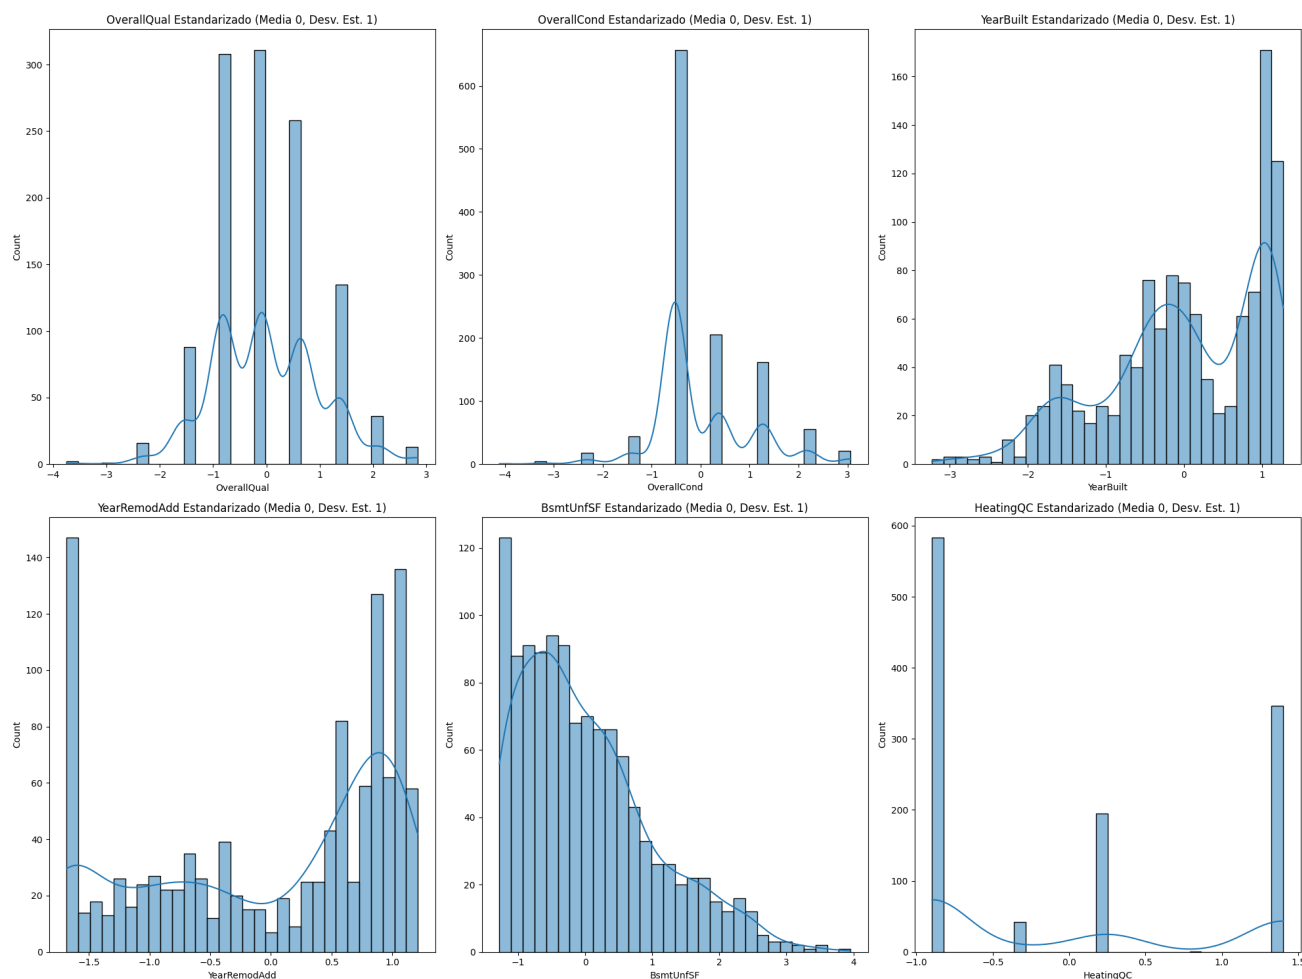 OverallQual Estandarizado (Media 0, Desv. Est. 1)
300
250
200
150
100
50
0
Count
−4 −3 −2 −1 0 1 2 3
OverallQual
OverallCond Estandarizado (Media 0, Desv. Est. 1)
600
500
400
300
200
100
0
Count
−4 −3 −2 −1 0 1 2 3
OverallCond
YearBuilt Estandarizado (Media 0, Desv. Est. 1)
160
140
120
100
80
60
40
20
0
Count
−3 −2 −1 0 1
YearBuilt
YearRemodAdd Estandarizado (Media 0, Desv. Est. 1)
140
120
100
80
60
40
20
0
Count
−1.5 −1.0 −0.5 0.0 0.5 1.0
YearRemodAdd
BsmtUnfSF Estandarizado (Media 0, Desv. Est. 1)
120
100
80
60
40
20
0
Count
−1 0 1 2 3 4
BsmtUnfSF
HeatingQC Estandarizado (Media 0, Desv. Est. 1)
600
500
400
300
200
100
0
Count
−1.0 −0.5 0.0 0.5 1.0 1.5
HeatingQC